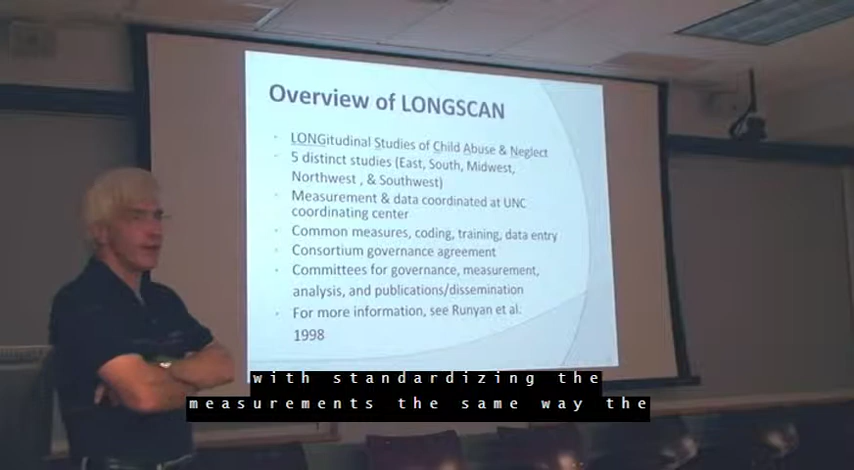 Overview of LONGSCAN
LONGitudinal Studies of Child Abuse & Neglect
5 distinct studies (East, South, Midwest,
Northwest , & Southwest)
Measurement & data coordinated at UNC
coordinating center
Common measures, coding, training, data entry
Consortium governance agreement
Committees for governance, measurement,
analysis, and publications/dissemination
For more information, see Runyan et al.
1998
with standardizing the
measurements the same way the